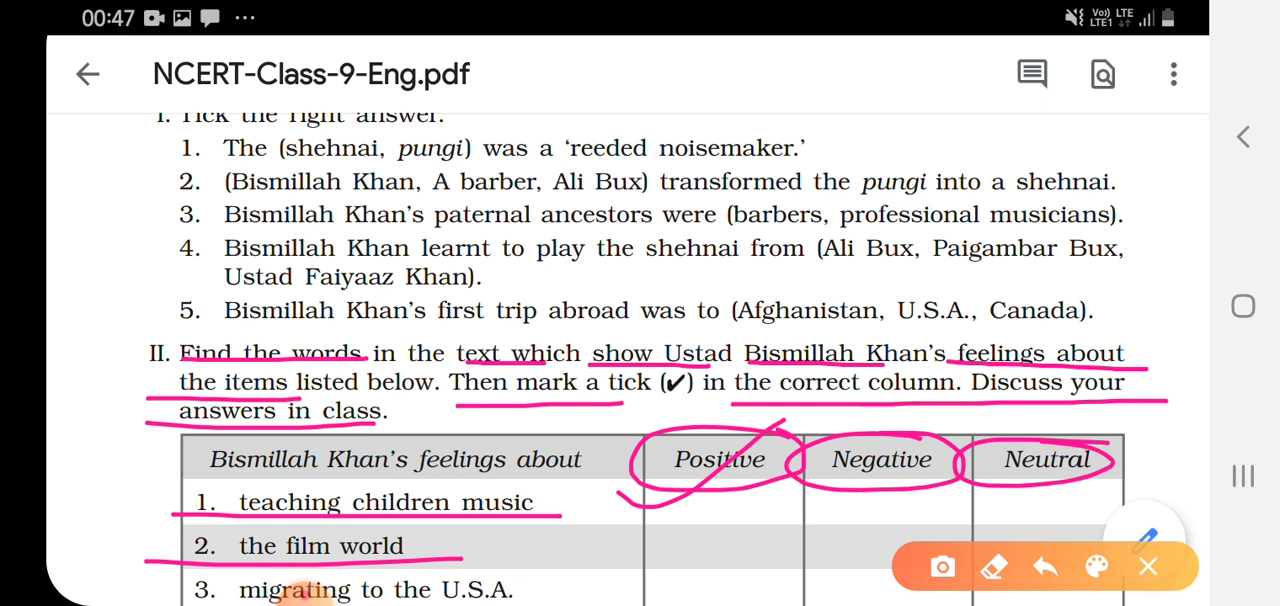 00:47
Vo)) LTE
LTE1
NCERT-Class-9-Eng.pdf
I. Tick the right answer.
1. The (shehnai, pungi) was a ‘reeded noisemaker.’
2. (Bismillah Khan, A barber, Ali Bux) transformed the pungi into a shehnai.
3. Bismillah Khan’s paternal ancestors were (barbers, professional musicians).
4. Bismillah Khan learnt to play the shehnai from (Ali Bux, Paigambar Bux,
Ustad Faiyaaz Khan).
5. Bismillah Khan’s first trip abroad was to (Afghanistan, U.S.A., Canada).
II. Find the words in the text which show Ustad Bismillah Khan’s feelings about
the items listed below. Then mark a tick (✔) in the correct column. Discuss your
answers in class.
Bismillah Khan’s feelings about Positive Negative Neutral
1. teaching children music
2. the film world
3. migrating to the U.S.A.